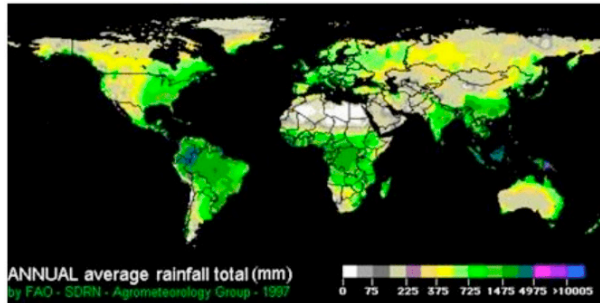 ANNUAL average rainfall total (mm)
by FAO - SDRN - Agrometeorology Group - 1997
0 75 225 375 725 1475 4975 >10005